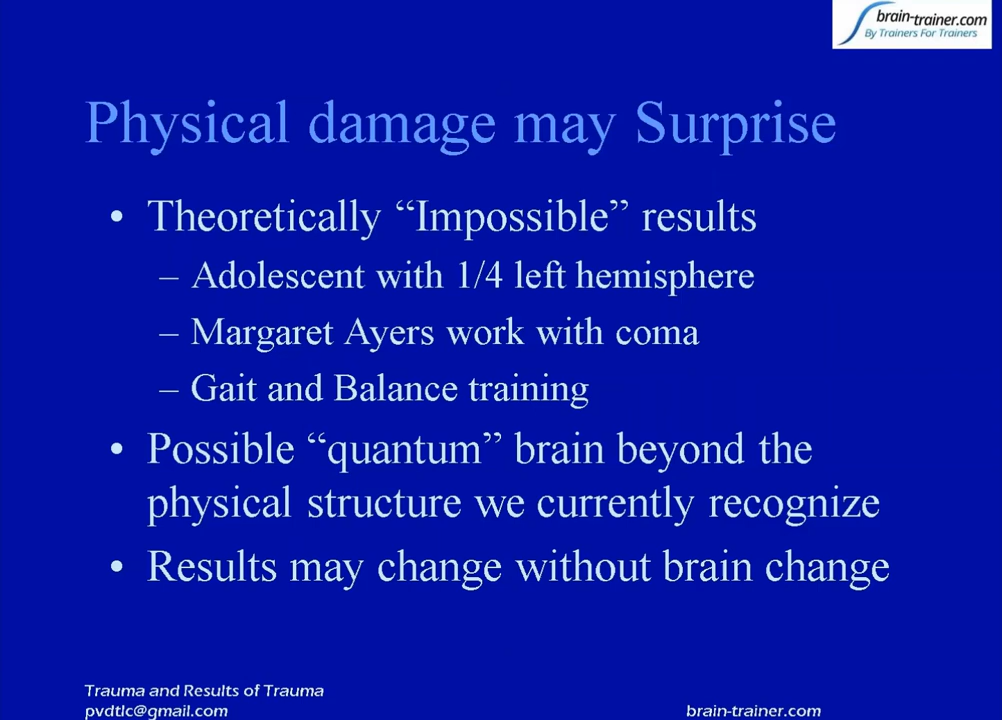 brain-trainer.com
By Trainers For Trainers
Physical damage may Surprise
• Theoretically “Impossible” results
– Adolescent with 1/4 left hemisphere
– Margaret Ayers work with coma
– Gait and Balance training
• Possible “quantum” brain beyond the
physical structure we currently recognize
• Results may change without brain change
Trauma and Results of Trauma
pvdtlc@gmail.com
brain-trainer.com